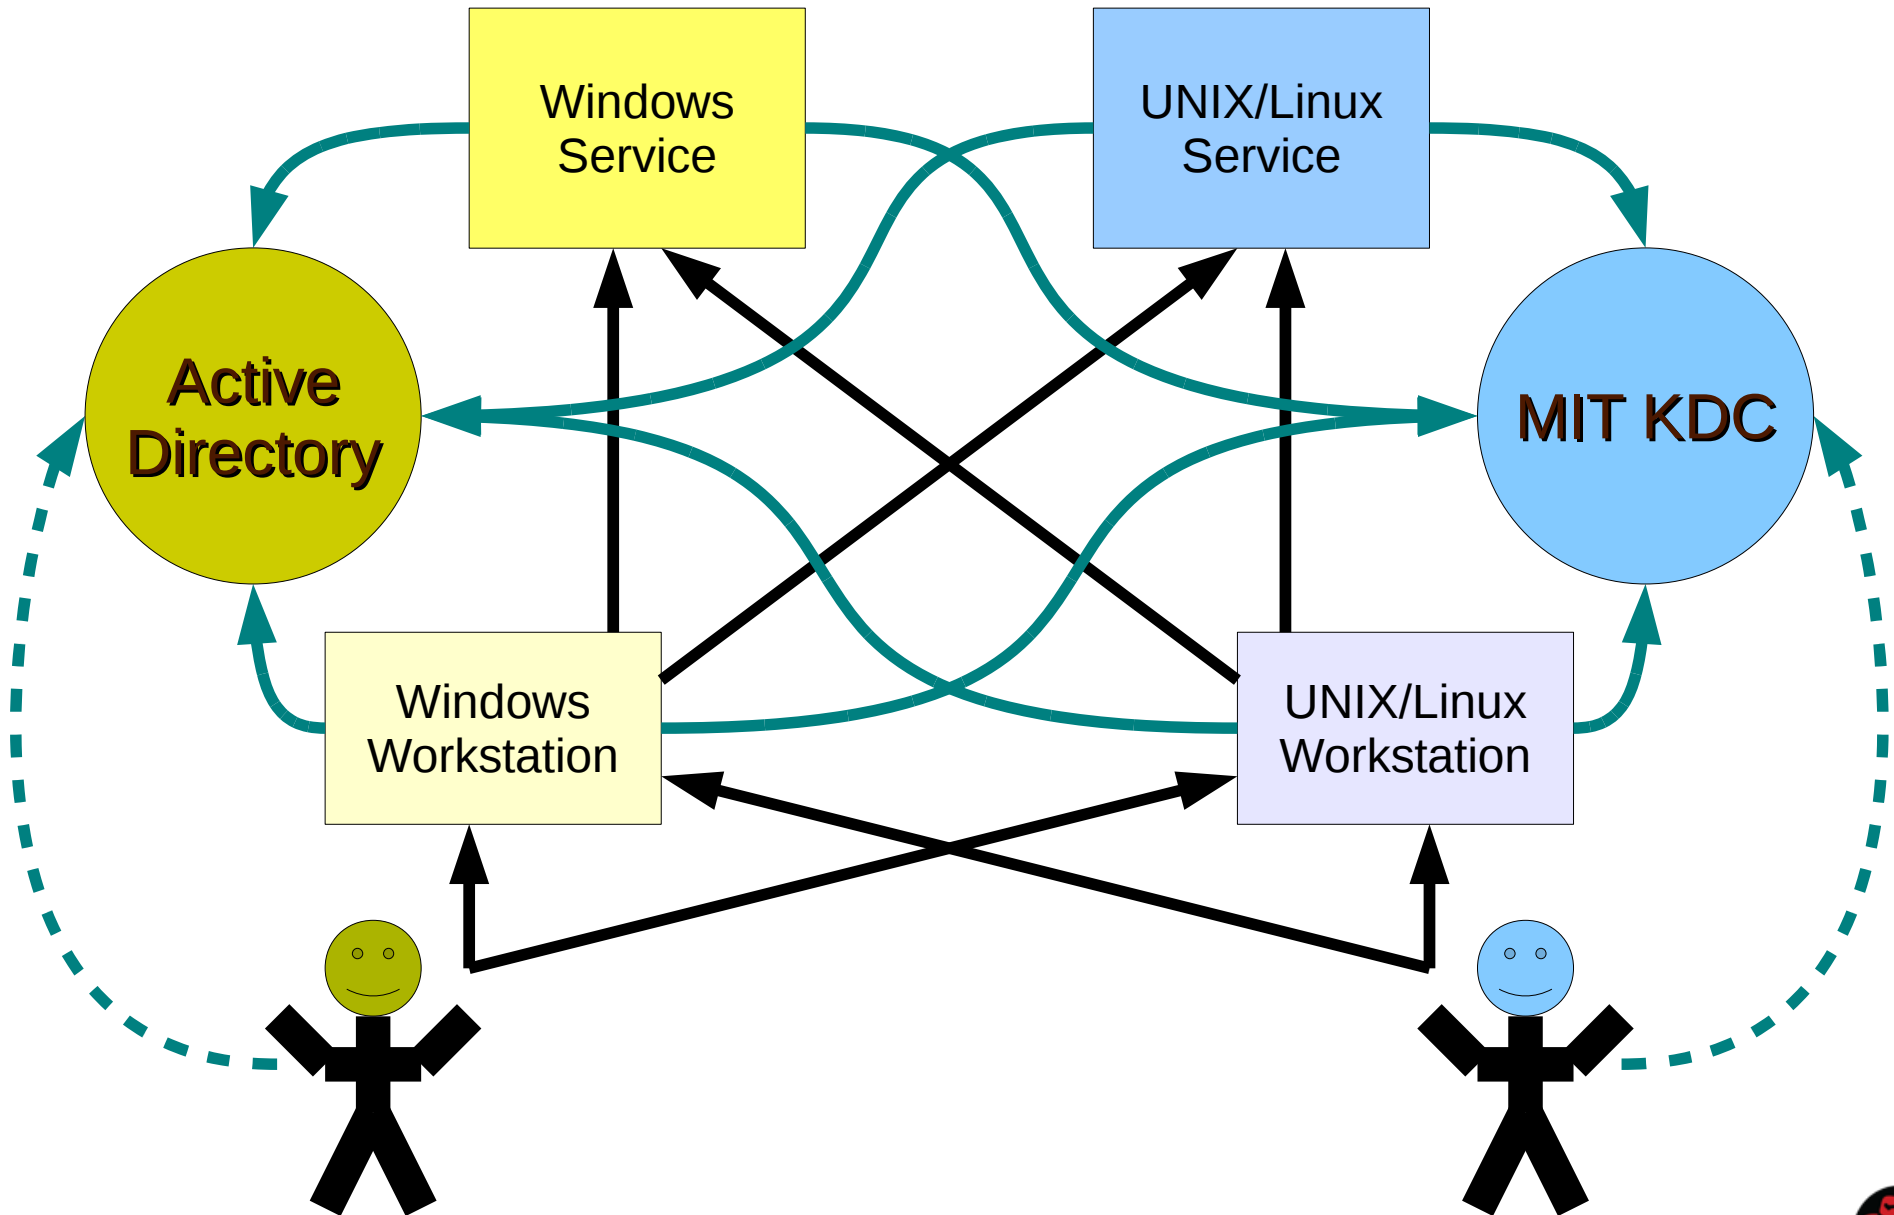 Windows
Service
UNIX/Linux
Service
Active
Directory
MIT KDC
Windows
Workstation
UNIX/Linux
Workstation